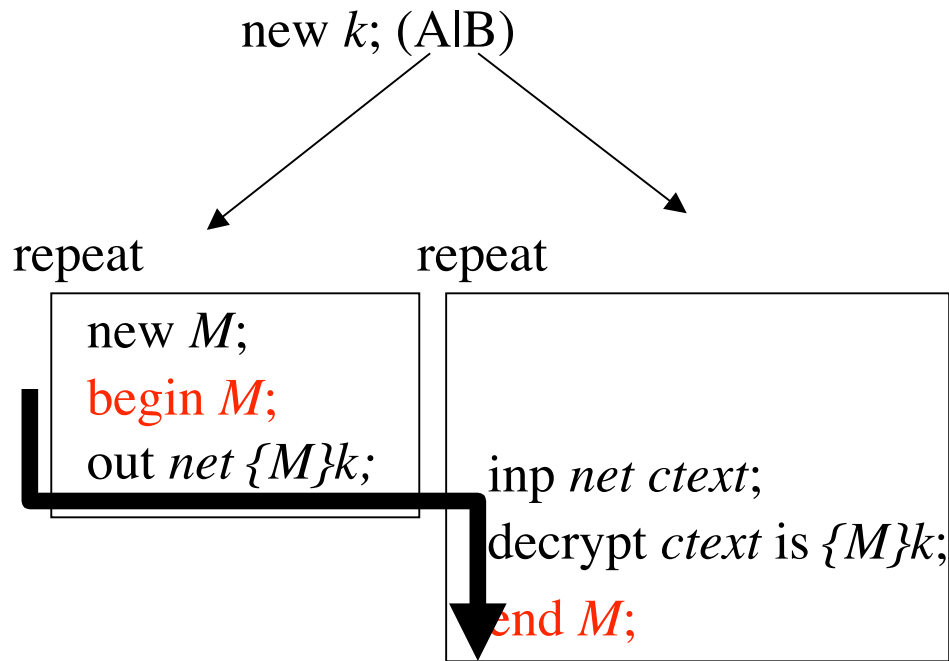 new k; (A|B)
repeat
new M;
begin M;
out net {M}k;
repeat
inp net ctext;
decrypt ctext is {M}k;
end M;